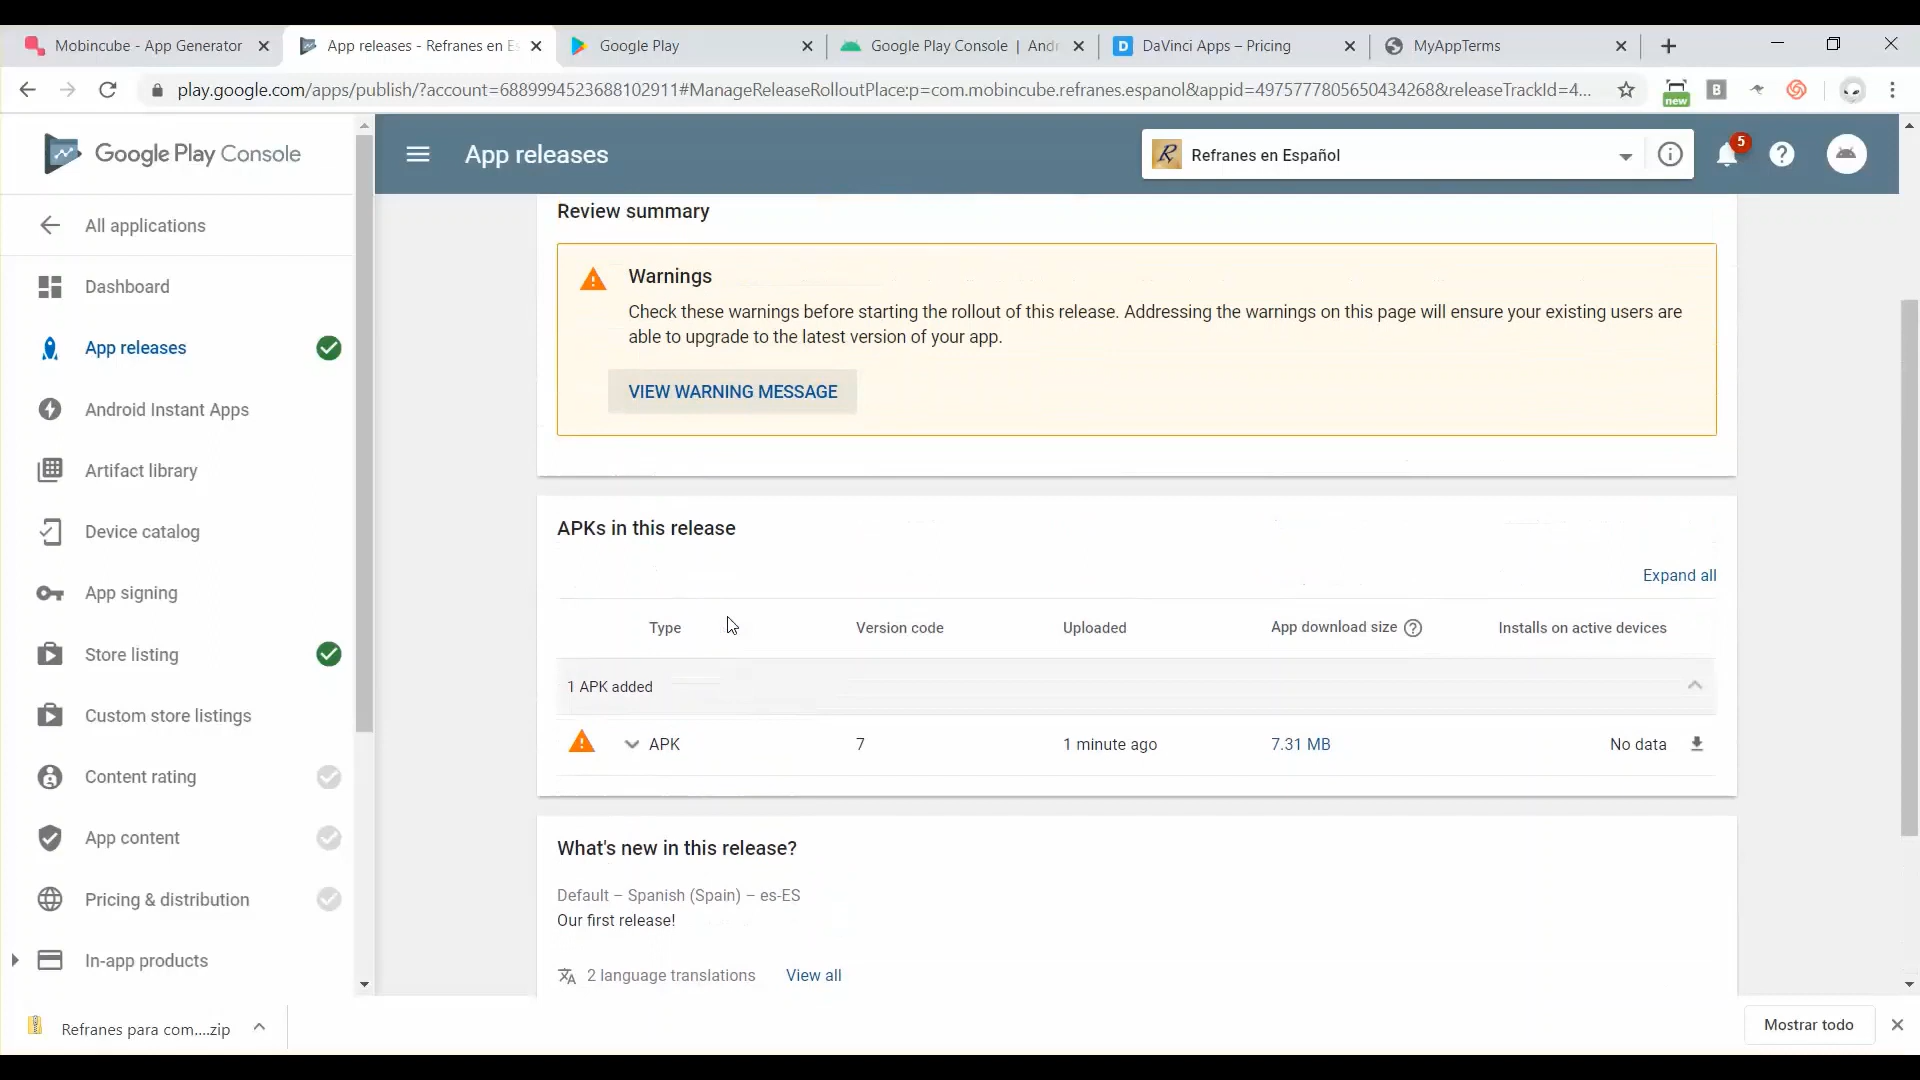 Mobincube - App Generator
App releases - Refranes en Es
Google Play
Google Play Console | Andr
DaVinci Apps – Pricing
MyAppTerms
play.google.com/apps/publish/?account=6889994523688102911#ManageReleaseRolloutPlace:p=com.mobincube.refranes.espanol&appid=4975777805650434268&releaseTrackId=4...
new
B
Google Play Console
App releases
R
Refranes en Español
5
All applications
Dashboard
App releases
Android Instant Apps
Artifact library
Device catalog
App signing
Store listing
Custom store listings
Content rating
App content
Pricing & distribution
In-app products
Review summary
Warnings
Check these warnings before starting the rollout of this release. Addressing the warnings on this page will ensure your existing users are
able to upgrade to the latest version of your app.
VIEW WARNING MESSAGE
APKs in this release
Expand all
Type
Version code
Uploaded
App download size
Installs on active devices
1 APK added
APK
7
1 minute ago
7.31 MB
No data
What's new in this release?
Default – Spanish (Spain) – es-ES
Our first release!
2 language translations
View all
Refranes para com....zip
Mostrar todo